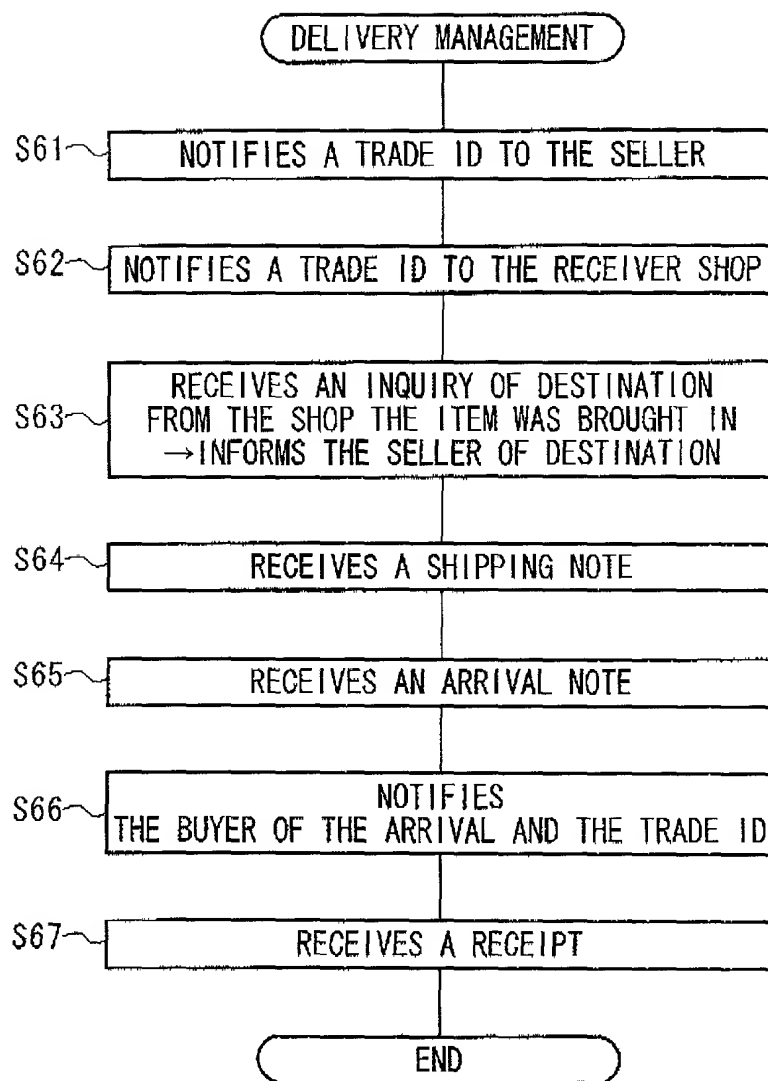 DELIVERY MANAGEMENT
S61 NOTIFIES A TRADE ID TO THE SELLER
S62 NOTIFIES A TRADE ID TO THE RECEIVER SHOP
RECEIVES AN INQUIRY OF DESTINATION
S63 FROM THE SHOP THE ITEM WAS BROUGHT IN
→INFORMS THE SELLER OF DESTINATION
S64 RECEIVES A SHIPPING NOTE
S65 RECEIVES AN ARRIVAL NOTE
S66 NOTIFIES
THE BUYER OF THE ARRIVAL AND THE TRADE ID
S67 RECEIVES A RECEIPT
END